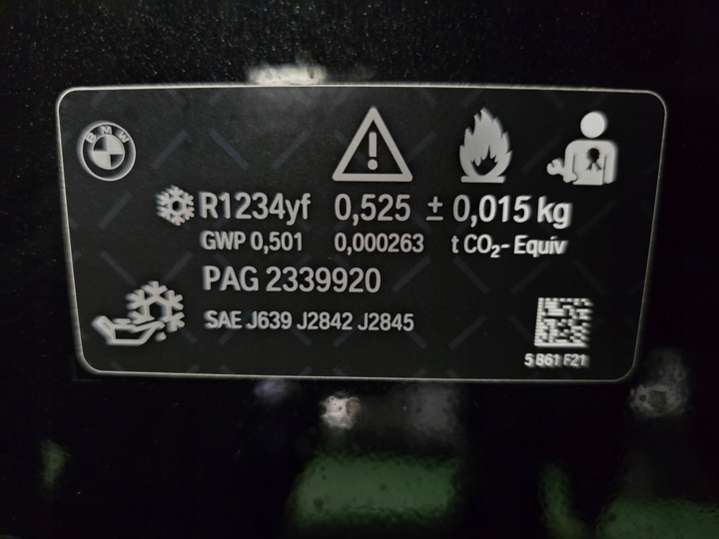 BMW
R1234yf 0,525 ± 0,015 kg
GWP 0,501 0,000263 t CO₂- Equiv
PAG 2339920
SAE J639 J2842 J2845
5 861 F21